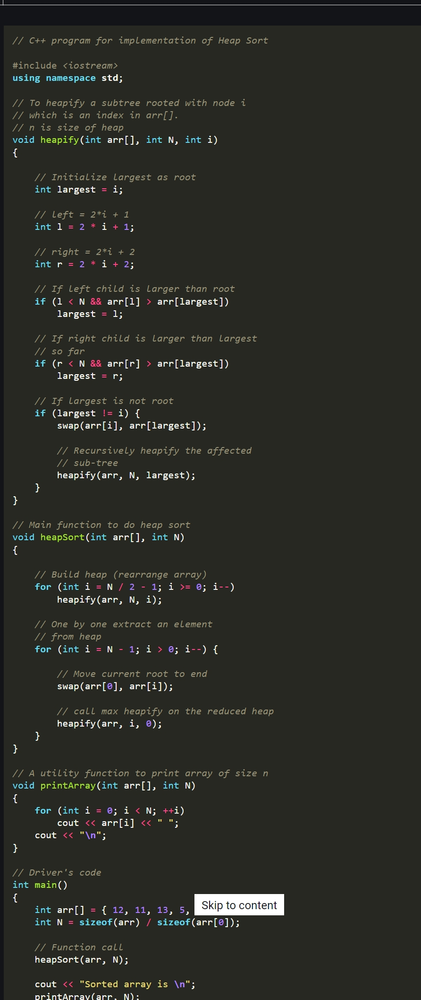 // C++ program for implementation of Heap Sort
#include <iostream>
using namespace std;
// To heapify a subtree rooted with node i
// which is an index in arr[].
// n is size of heap
void heapify(int arr[], int N, int i)
{
// Initialize largest as root
int largest = i;
// left = 2*i + 1
int l = 2 * i + 1;
// right = 2*i + 2
int r = 2 * i + 2;
// If left child is larger than root
if (l < N && arr[l] > arr[largest])
largest = l;
// If right child is larger than largest
// so far
if (r < N && arr[r] > arr[largest])
largest = r;
// If largest is not root
if (largest != i) {
swap(arr[i], arr[largest]);
// Recursively heapify the affected
// sub-tree
heapify(arr, N, largest);
}
}
// Main function to do heap sort
void heapSort(int arr[], int N)
{
// Build heap (rearrange array)
for (int i = N / 2 - 1; i >= 0; i--)
heapify(arr, N, i);
// One by one extract an element
// from heap
for (int i = N - 1; i > 0; i--) {
// Move current root to end
swap(arr[0], arr[i]);
// call max heapify on the reduced heap
heapify(arr, i, 0);
}
}
// A utility function to print array of size n
void printArray(int arr[], int N)
{
for (int i = 0; i < N; ++i)
cout << arr[i] << " ";
cout << "\n";
}
// Driver's code
int main()
{
int arr[] = { 12, 11, 13, 5,
Skip to content
int N = sizeof(arr) / sizeof(arr[0]);
// Function call
heapSort(arr, N);
cout << "Sorted array is \n";
printArray(arr, N);